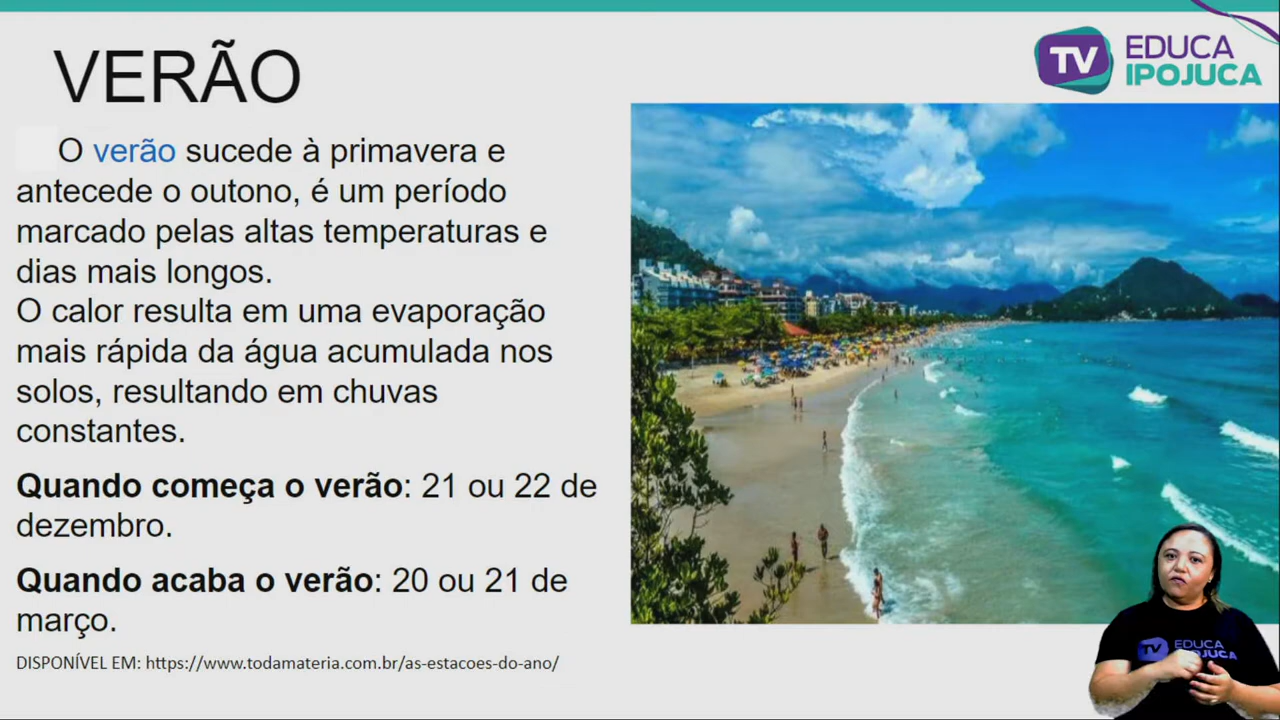 VERÃO
TV EDUCA
IPOJUCA
O verão sucede à primavera e
antecede o outono, é um período
marcado pelas altas temperaturas e
dias mais longos.
O calor resulta em uma evaporação
mais rápida da água acumulada nos
solos, resultando em chuvas
constantes.
Quando começa o verão: 21 ou 22 de
dezembro.
Quando acaba o verão: 20 ou 21 de
março.
DISPONÍVEL EM: https://www.todamateria.com.br/as-estacoes-do-ano/
TV EDUCA
IPOJUCA